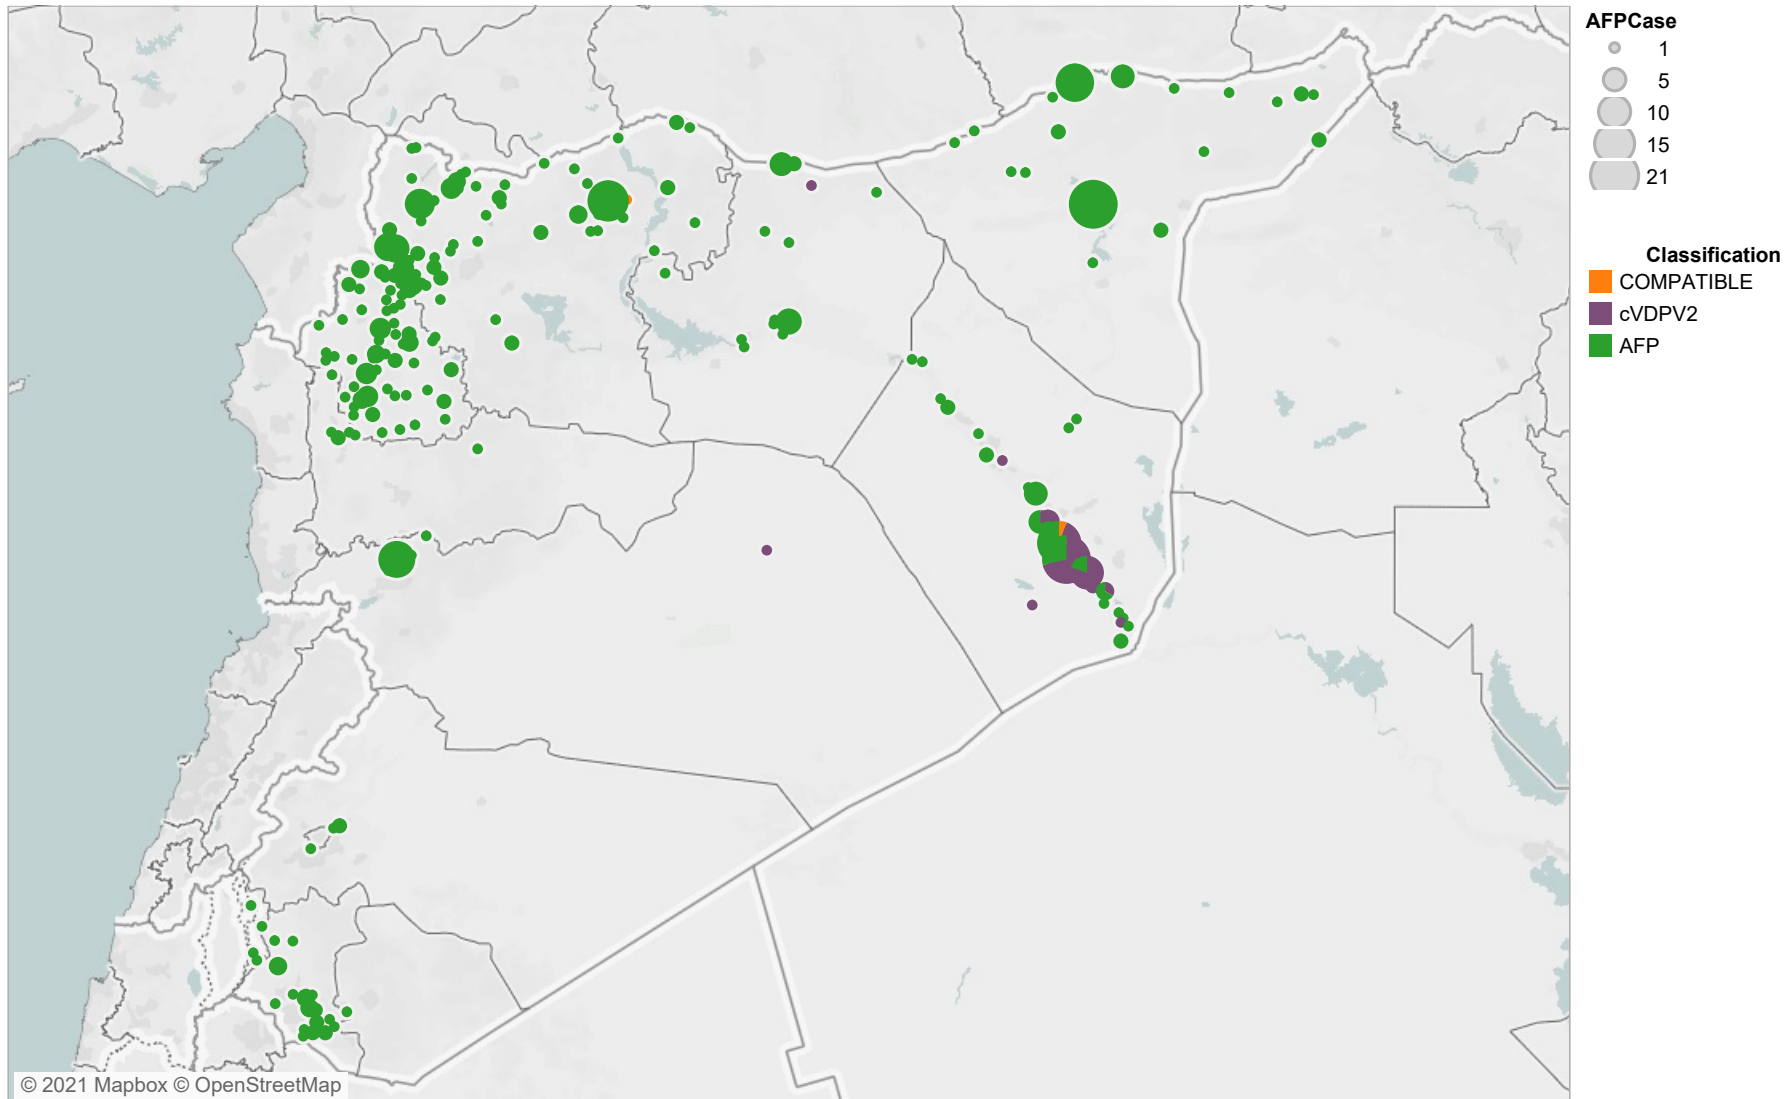 AFPCase
1
5
10
15
21
Classification
COMPATIBLE
cVDPV2
AFP
© 2021 Mapbox © OpenStreetMap